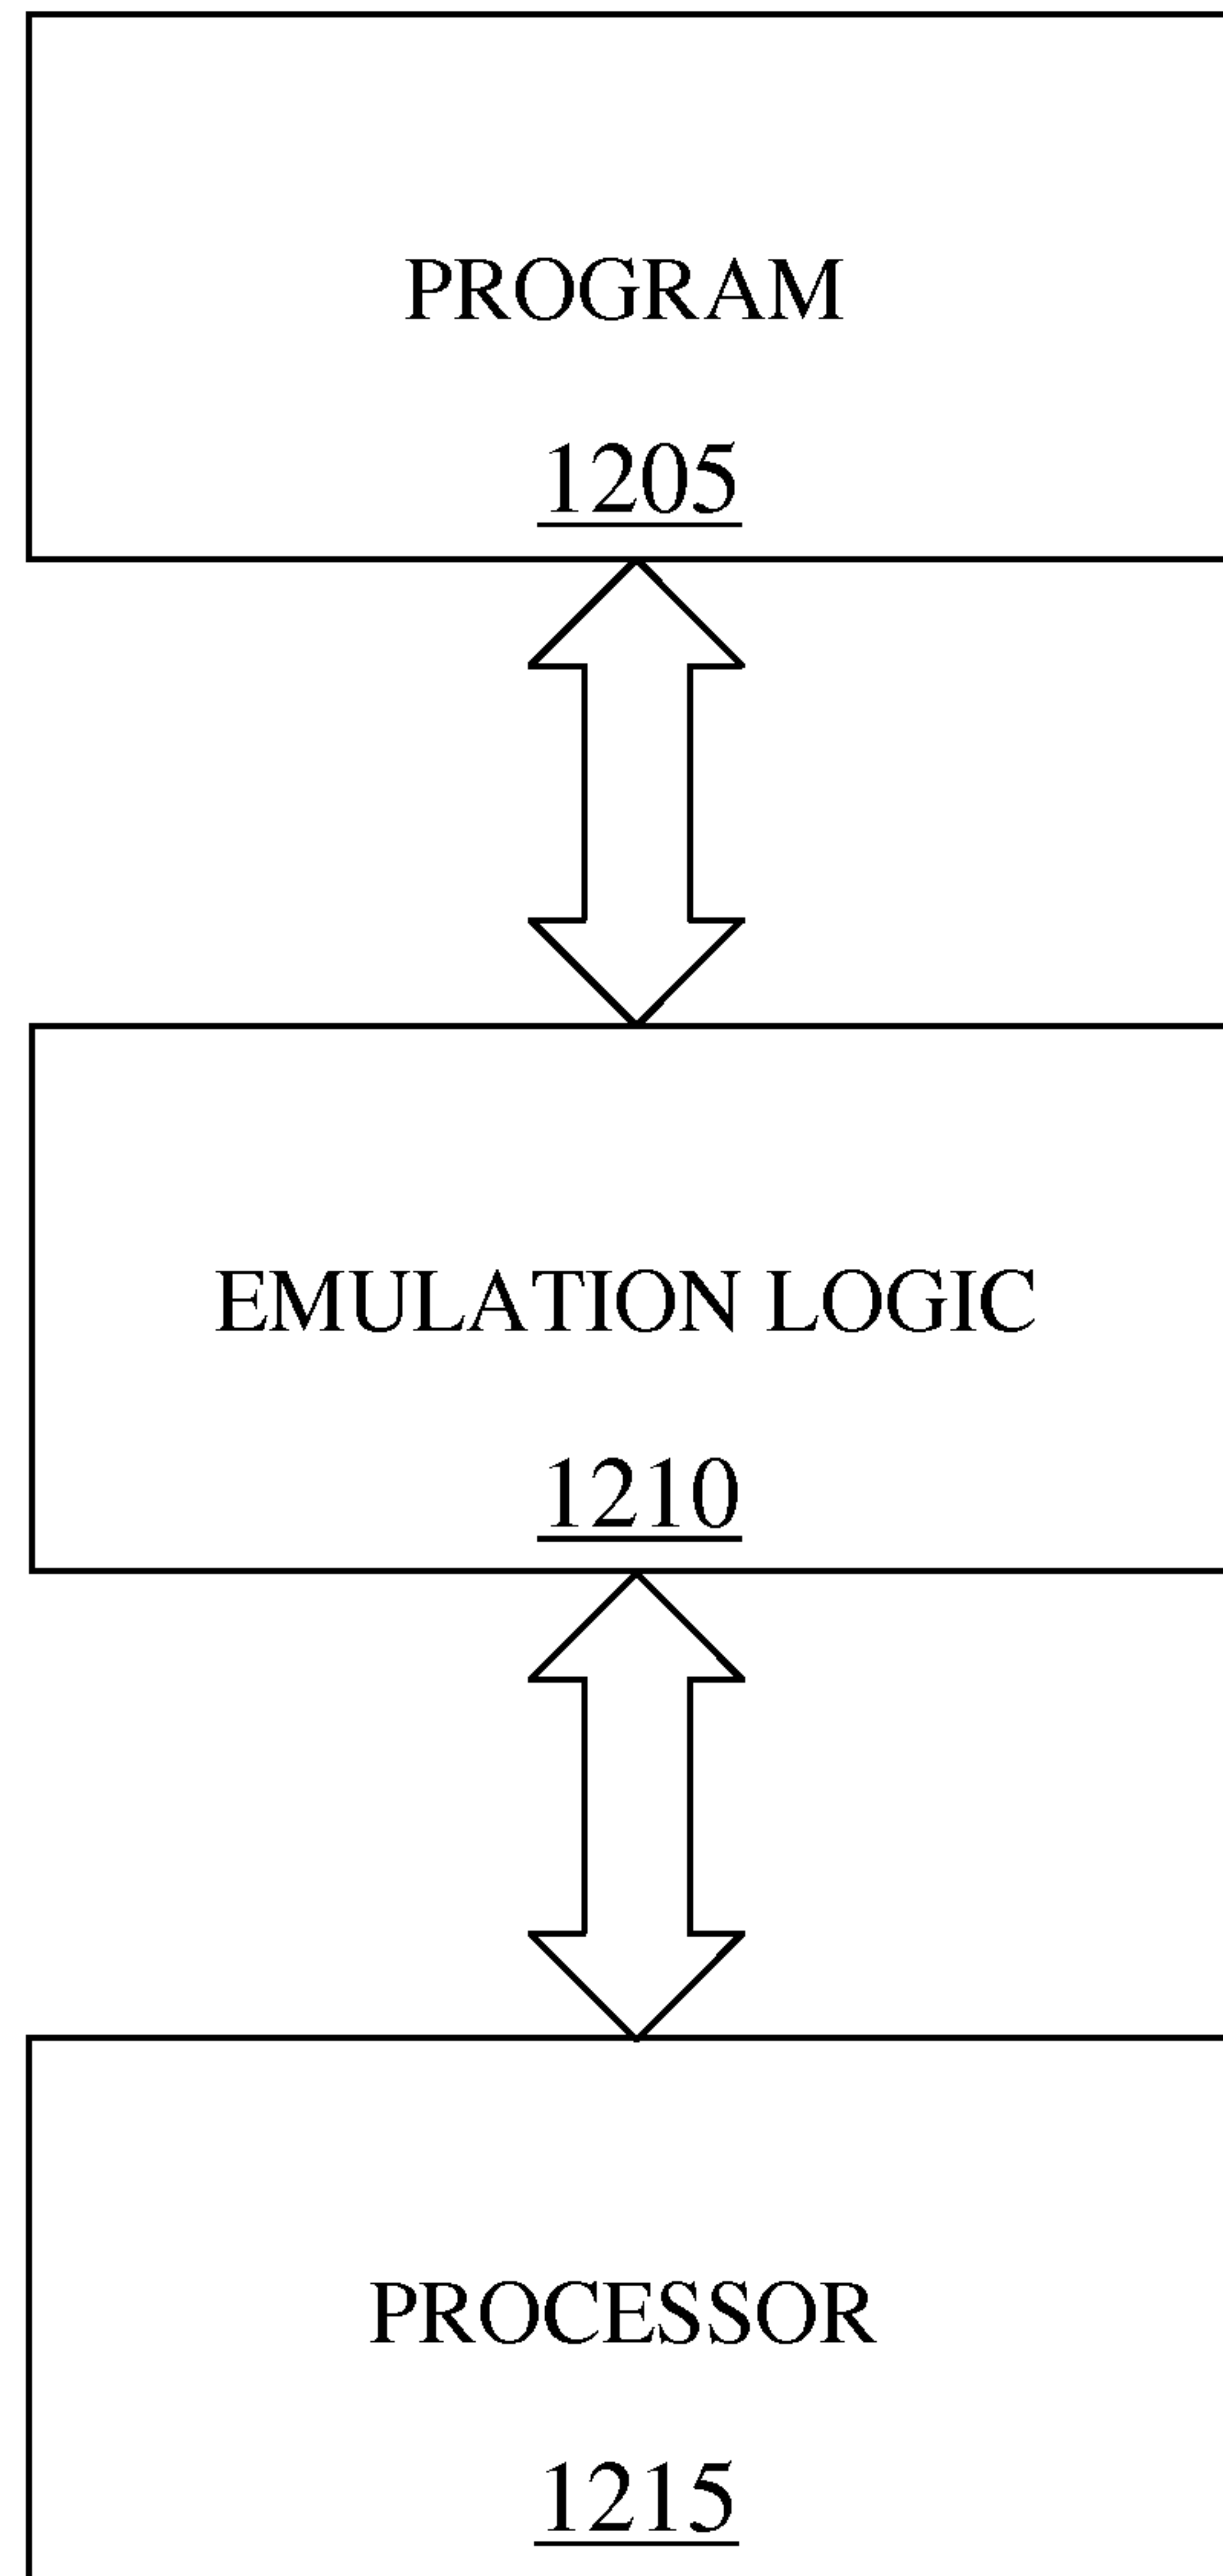 PROGRAM
1205
EMULATION LOGIC
1210
PROCESSOR
1215